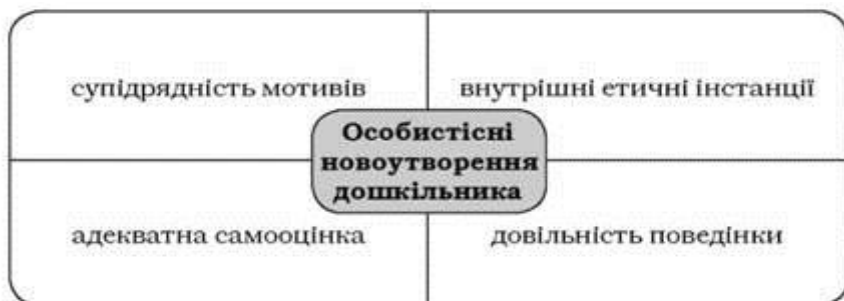 супідрядність мотивів
внутрішні етичні інстанції
Особистісні
новоутворення
дошкільника
адекватна самооцінка
довільність поведінки